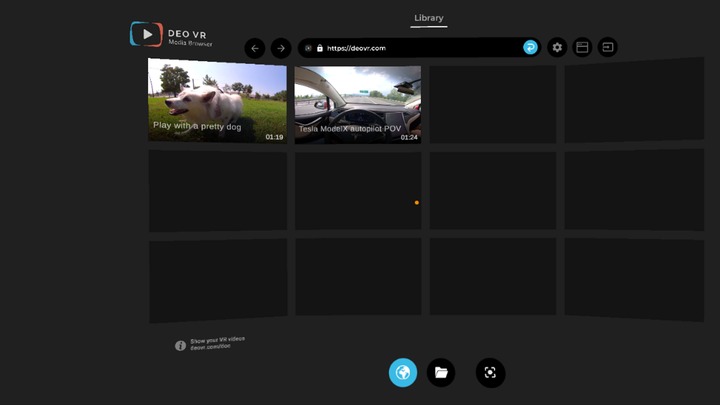 Library
DEO VR
Media Browser
https://deovr.com
Play with a pretty dog
01:19
Tesla ModelX autopilot POV
01:24
Show your VR videos
deovr.com/doc